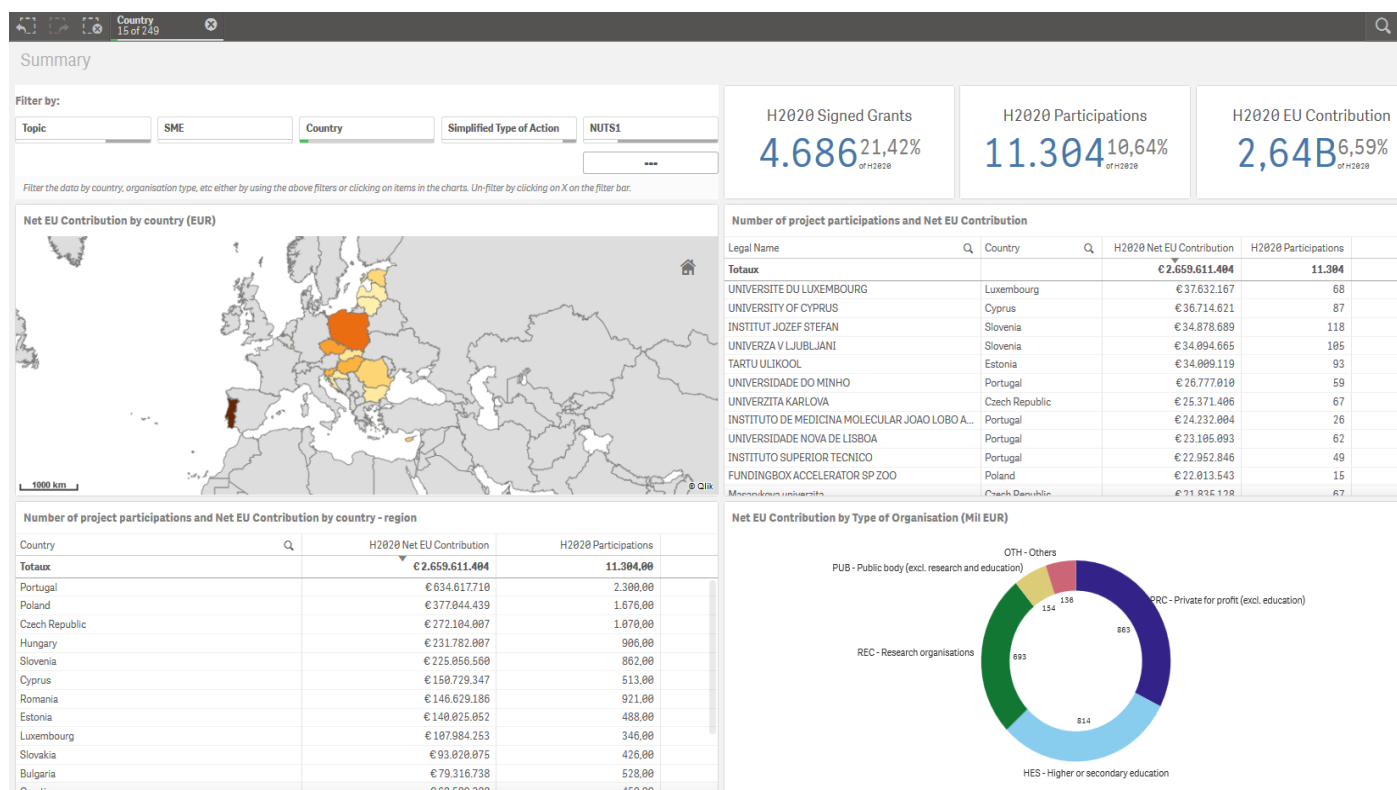 Country
15 of 249
Summary
Filter by:
Topic
SME
Country
Simplified Type of Action
NUTS1
Filter the data by country, organisation type, etc either by using the above filters or clicking on items in the charts. Un-filter by clicking on X on the filter bar.
H2020 Signed Grants
4.686 21,42%
of H2020
H2020 Participations
11.304 10,64%
of H2020
H2020 EU Contribution
2,64B 6,59%
of H2020
Net EU Contribution by country (EUR)
1000 km
© Qlik
Number of project participations and Net EU Contribution
Legal Name Country H2020 Net EU Contribution H2020 Participations
Totaux €2.659.611.404 11.304
UNIVERSITE DU LUXEMBOURG Luxembourg €37.632.167 68
UNIVERSITY OF CYPRUS Cyprus €36.714.621 87
INSTITUT JOZEF STEFAN Slovenia €34.878.689 118
UNIVERZA V LJUBLJANI Slovenia €34.094.665 105
TARTU ULIKOOL Estonia €34.009.119 93
UNIVERSIDADE DO MINHO Portugal €26.777.010 59
UNIVERZITA KARLOVA Czech Republic €25.371.406 67
INSTITUTO DE MEDICINA MOLECULAR JOAO LOBO A... Portugal €24.232.004 26
UNIVERSIDADE NOVA DE LISBOA Portugal €23.105.093 62
INSTITUTO SUPERIOR TECNICO Portugal €22.952.846 49
FUNDINGBOX ACCELERATOR SP ZOO Poland €22.013.543 15
Masarykova univerzita Czech Republic €21.835.128 67
Number of project participations and Net EU Contribution by country - region
Country H2020 Net EU Contribution H2020 Participations
Totaux €2.659.611.404 11.304,00
Portugal €634.617.710 2.300,00
Poland €377.044.439 1.676,00
Czech Republic €272.104.007 1.070,00
Hungary €231.782.007 906,00
Slovenia €225.056.560 862,00
Cyprus €150.729.347 513,00
Romania €146.629.186 921,00
Estonia €140.025.052 488,00
Luxembourg €107.984.253 346,00
Slovakia €93.020.075 426,00
Bulgaria €79.316.738 528,00
Net EU Contribution by Type of Organisation (Mil EUR)
OTH - Others
PUB - Public body (excl. research and education)
136
154
PRC - Private for profit (excl. education)
863
REC - Research organisations
693
814
HES - Higher or secondary education